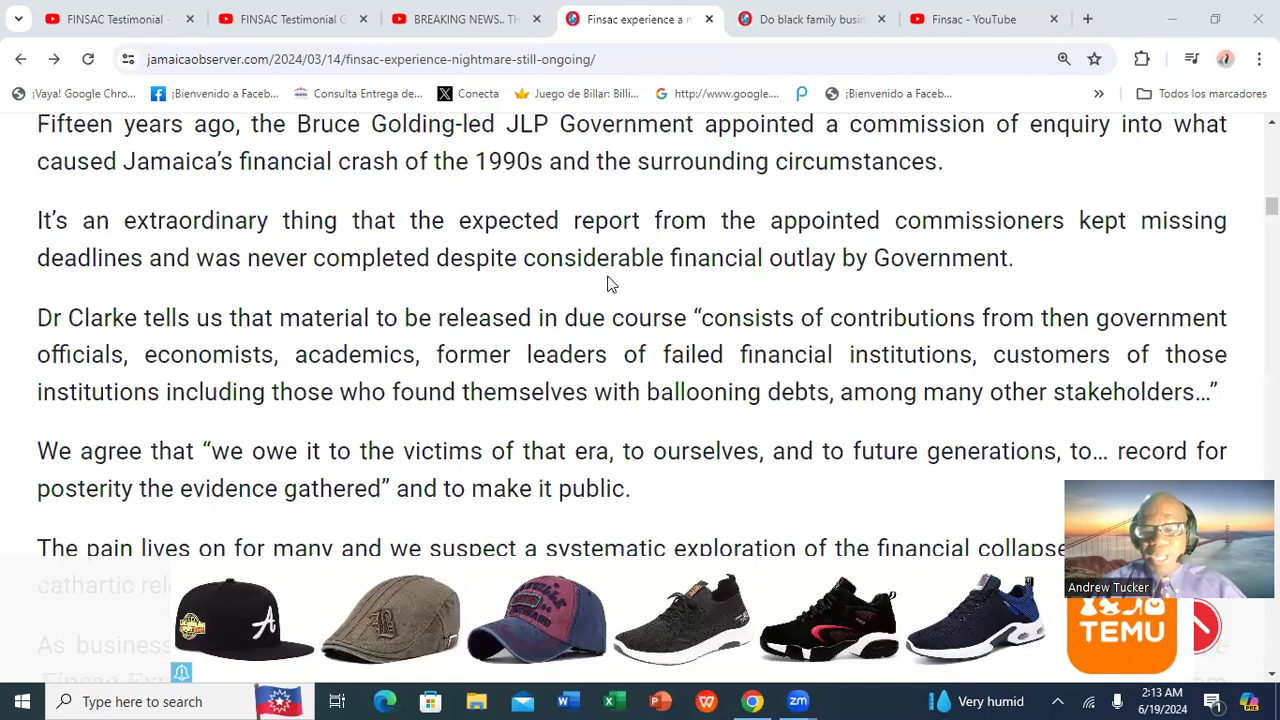 FINSAC Testimonial -
FINSAC Testimonial G
BREAKING NEWS.. TH
Finsac experience a n
Do black family busin
Finsac - YouTube
jamaicaobserver.com/2024/03/14/finsac-experience-nightmare-still-ongoing/
¡Vaya! Google Chro...
¡Bienvenido a Faceb...
Consulta Entrega de...
Conecta
Juego de Billar: Billi...
http://www.google....
¡Bienvenido a Faceb...
Todos los marcadores
Fifteen years ago, the Bruce Golding-led JLP Government appointed a commission of enquiry into what
caused Jamaica’s financial crash of the 1990s and the surrounding circumstances.
It’s an extraordinary thing that the expected report from the appointed commissioners kept missing
deadlines and was never completed despite considerable financial outlay by Government.
Dr Clarke tells us that material to be released in due course “consists of contributions from then government
officials, economists, academics, former leaders of failed financial institutions, customers of those
institutions including those who found themselves with ballooning debts, among many other stakeholders…”
We agree that “we owe it to the victims of that era, to ourselves, and to future generations, to… record for
posterity the evidence gathered” and to make it public.
The pain lives on for many and we suspect a systematic exploration of the financial collapse
cathartic rel
As business
Andrew Tucker
TEMU
Type here to search
Very humid
2:13 AM
6/19/2024